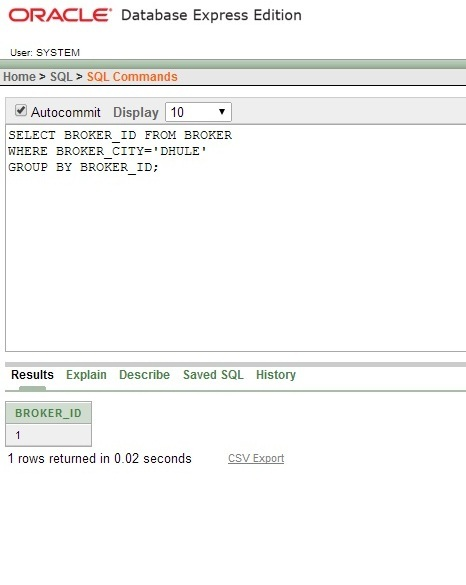 ORACLE® Database Express Edition
User: SYSTEM
Home > SQL > SQL Commands
Autocommit Display 10
SELECT BROKER_ID FROM BROKER
WHERE BROKER_CITY='DHULE'
GROUP BY BROKER_ID;
Results Explain Describe Saved SQL History
BROKER_ID
1
1 rows returned in 0.02 seconds CSV Export